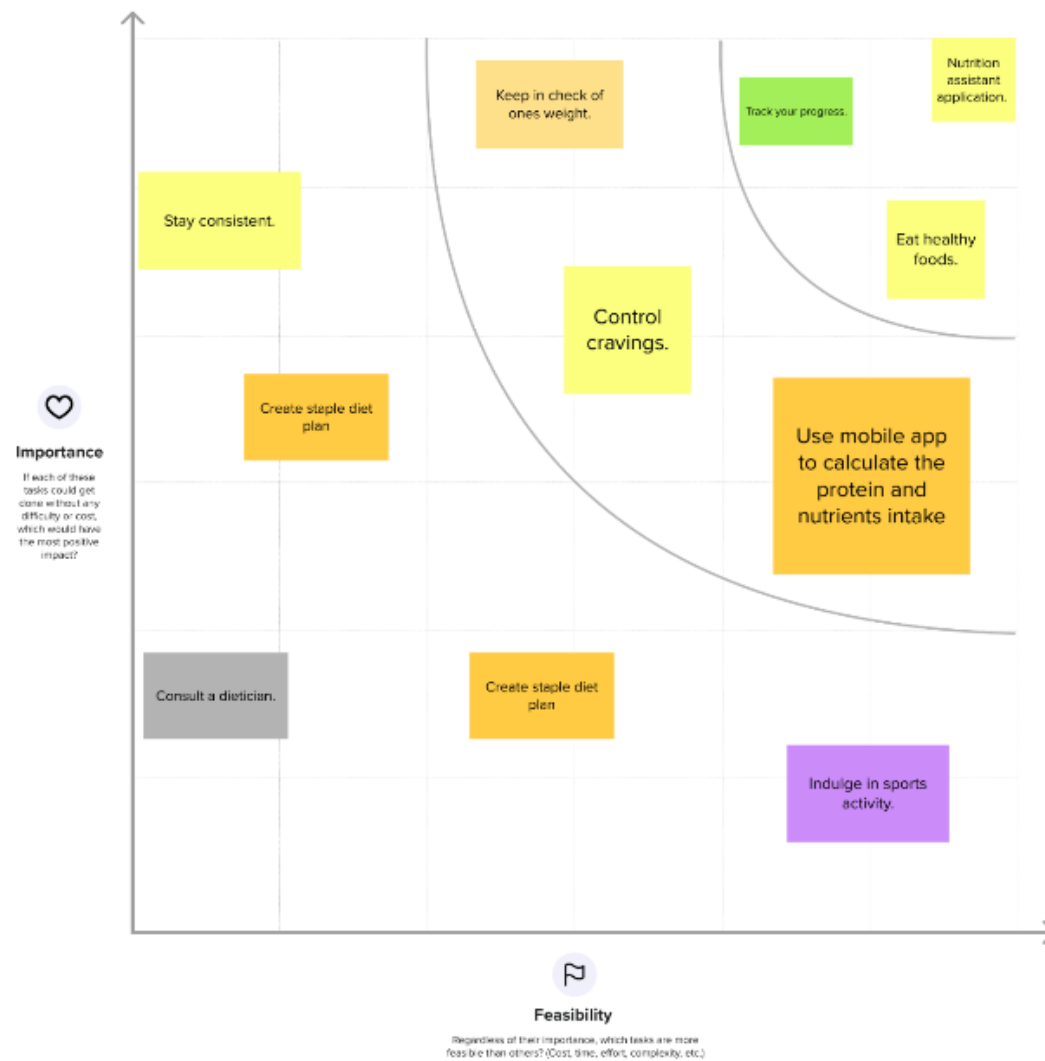 Nutrition
assistant
application.
Keep in check of
ones weight.
Track your progress.
Stay consistent.
Eat healthy
foods.
Control
cravings.
Create staple diet
plan
Use mobile app
to calculate the
protein and
nutrients intake
Importance
If each of these
tasks could get
done without any
difficulty or cost,
which would have
the most positive
impact?
Consult a dietician.
Create staple diet
plan
Indulge in sports
activity.
Feasibility
Regardless of their importance, which tasks are more
feasible than others? (Cost, time, effort, complexity, etc.)